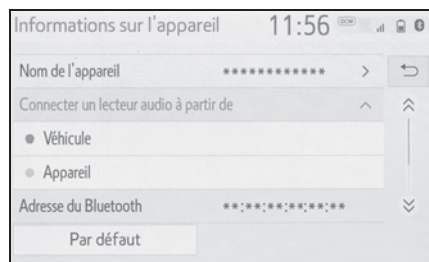 Informations sur l'appareil 11:56 DCM
Nom de l'appareil ************ >
Connecter un lecteur audio à partir de
Véhicule
Appareil
Adresse du Bluetooth **:**:**:**:**:**
Par défaut